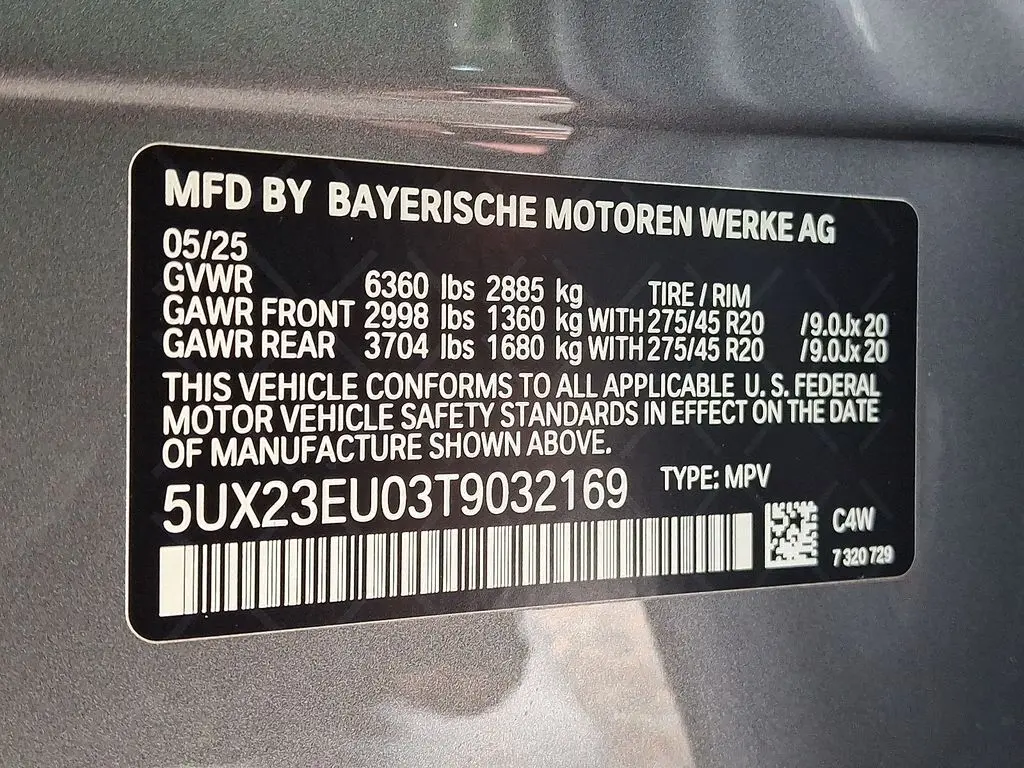 MFD BY BAYERISCHE MOTOREN WERKE AG
05/25
GVWR 6360 lbs 2885 kg TIRE / RIM
GAWR FRONT 2998 lbs 1360 kg WITH 275/45 R20 /9.0Jx 20
GAWR REAR 3704 lbs 1680 kg WITH 275/45 R20 /9.0Jx 20
THIS VEHICLE CONFORMS TO ALL APPLICABLE U. S. FEDERAL
MOTOR VEHICLE SAFETY STANDARDS IN EFFECT ON THE DATE
OF MANUFACTURE SHOWN ABOVE.
5UX23EU03T9032169 TYPE: MPV
C4W
7 320 729